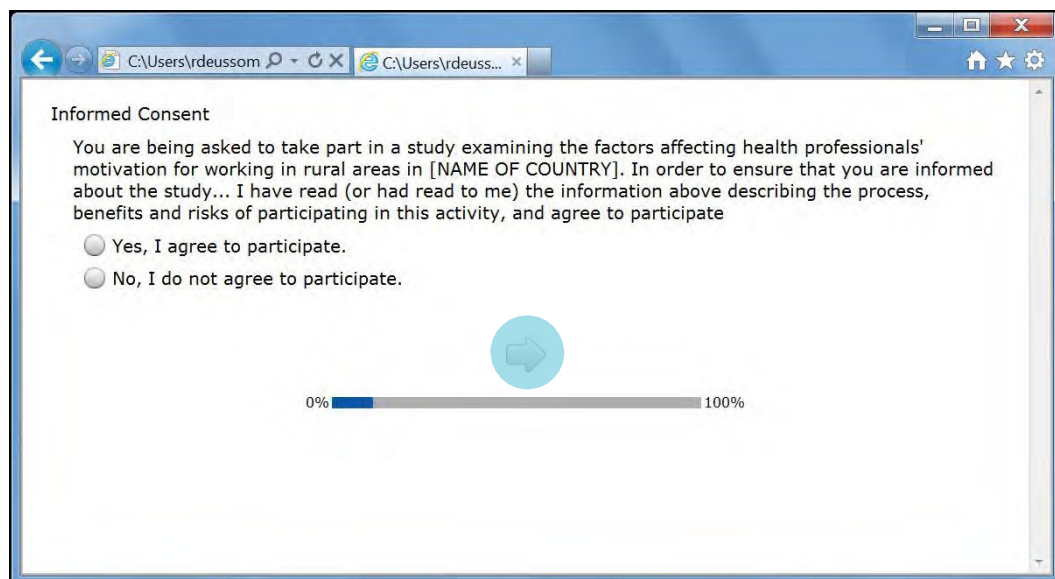 C:\Users\rdeussom
C:\Users\rdeuss...
Informed Consent
You are being asked to take part in a study examining the factors affecting health professionals'
motivation for working in rural areas in [NAME OF COUNTRY]. In order to ensure that you are informed
about the study... I have read (or had read to me) the information above describing the process,
benefits and risks of participating in this activity, and agree to participate
Yes, I agree to participate.
No, I do not agree to participate.
0% 100%